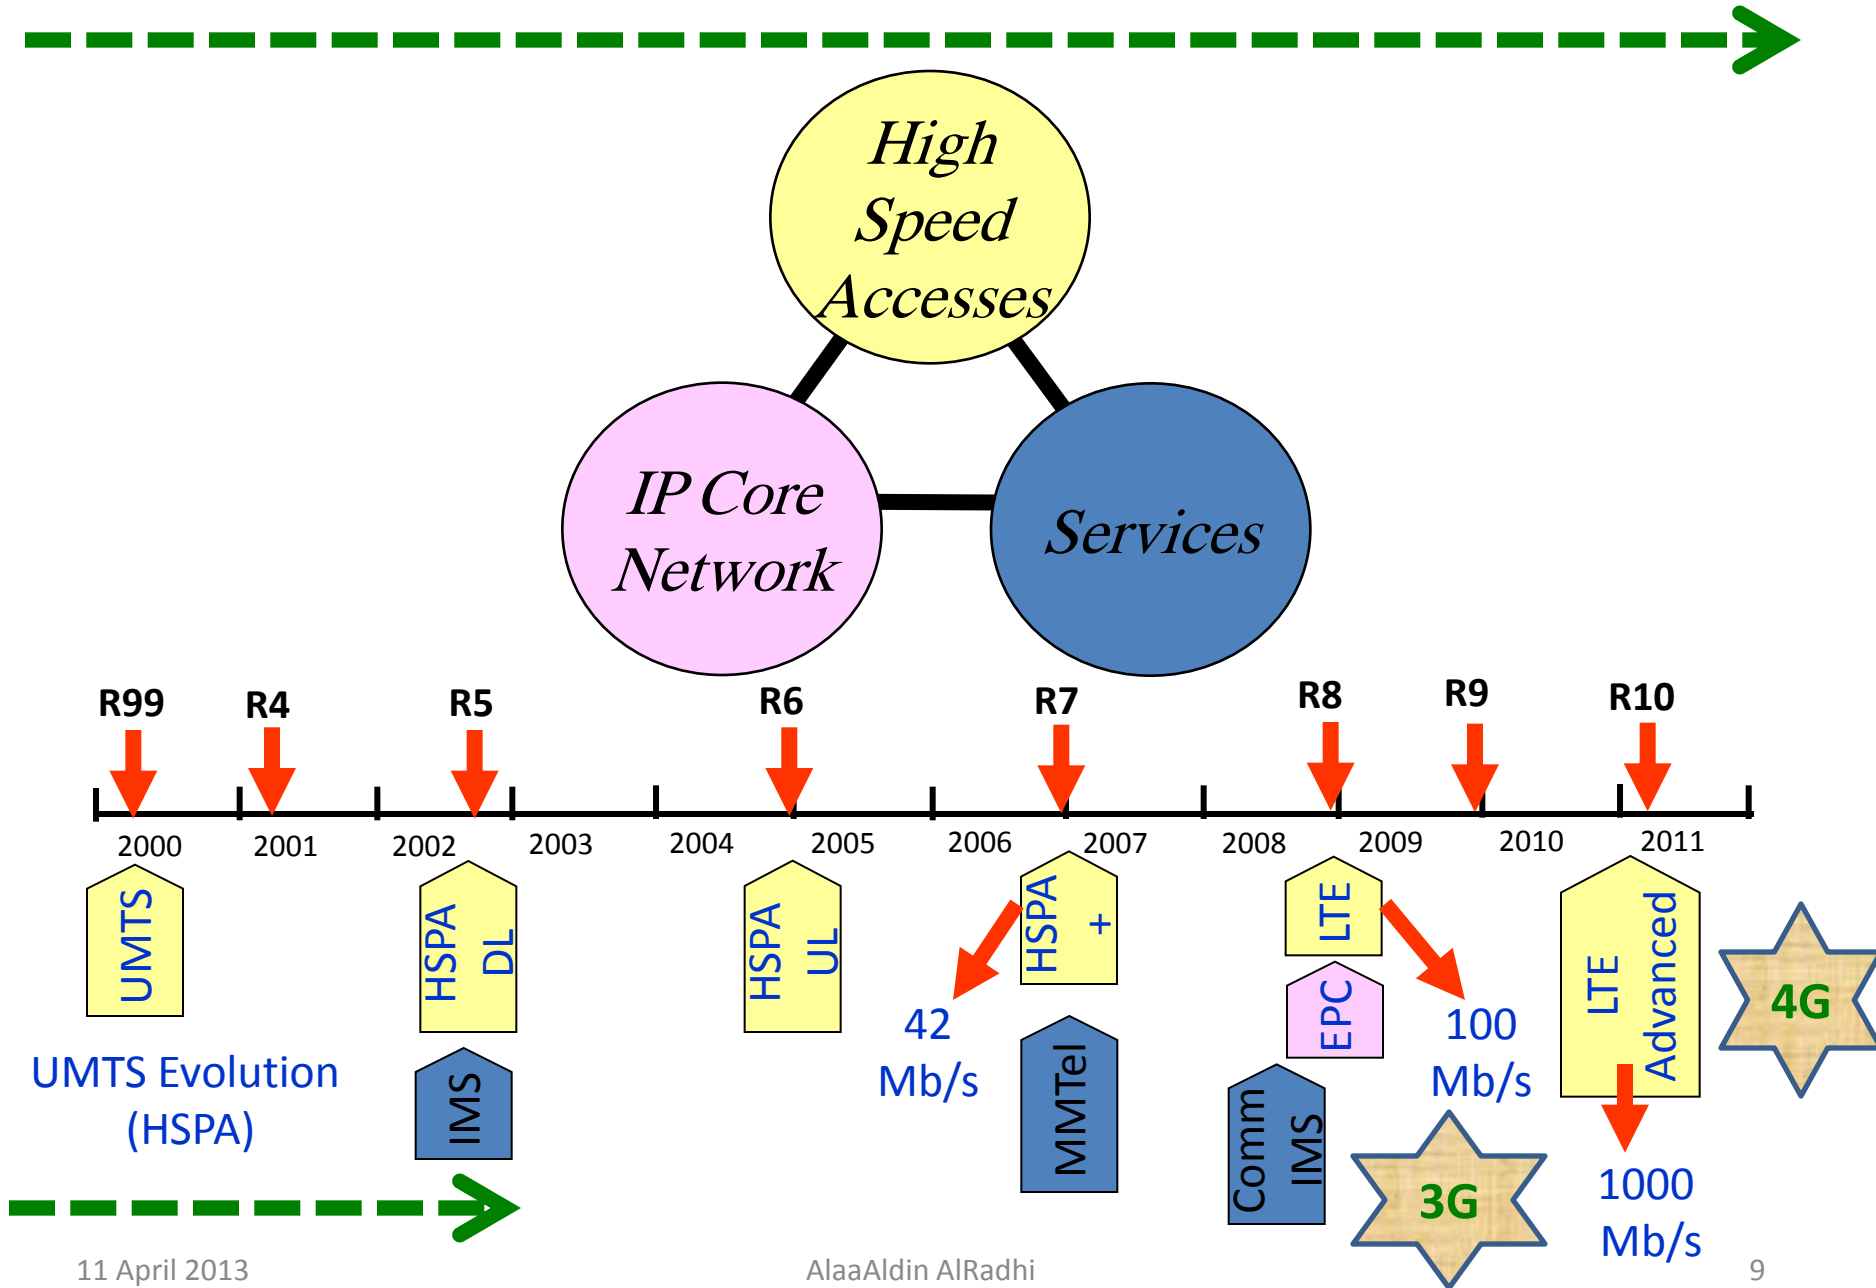 High
Speed
Accesses
IP Core
Network
Services
R99
R4
R5
R6
R7
R8
R9
R10
2000
2001
2002
2003
2004
2005
2006
2007
2008
2009
2010
2011
UMTS
HSPA
DL
HSPA
UL
HSPA
+
LTE
LTE
Advanced
4G
EPC
42
Mb/s
100
Mb/s
UMTS Evolution
(HSPA)
IMS
MMTel
Comm
IMS
3G
1000
Mb/s
11 April 2013
AlaaAldin AlRadhi
9